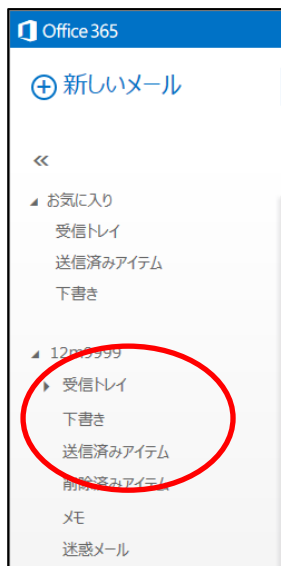 Office 365
新しいメール
お気に入り
受信トレイ
送信済みアイテム
下書き
12m9999
受信トレイ
下書き
送信済みアイテム
削除済みアイテム
メモ
迷惑メール